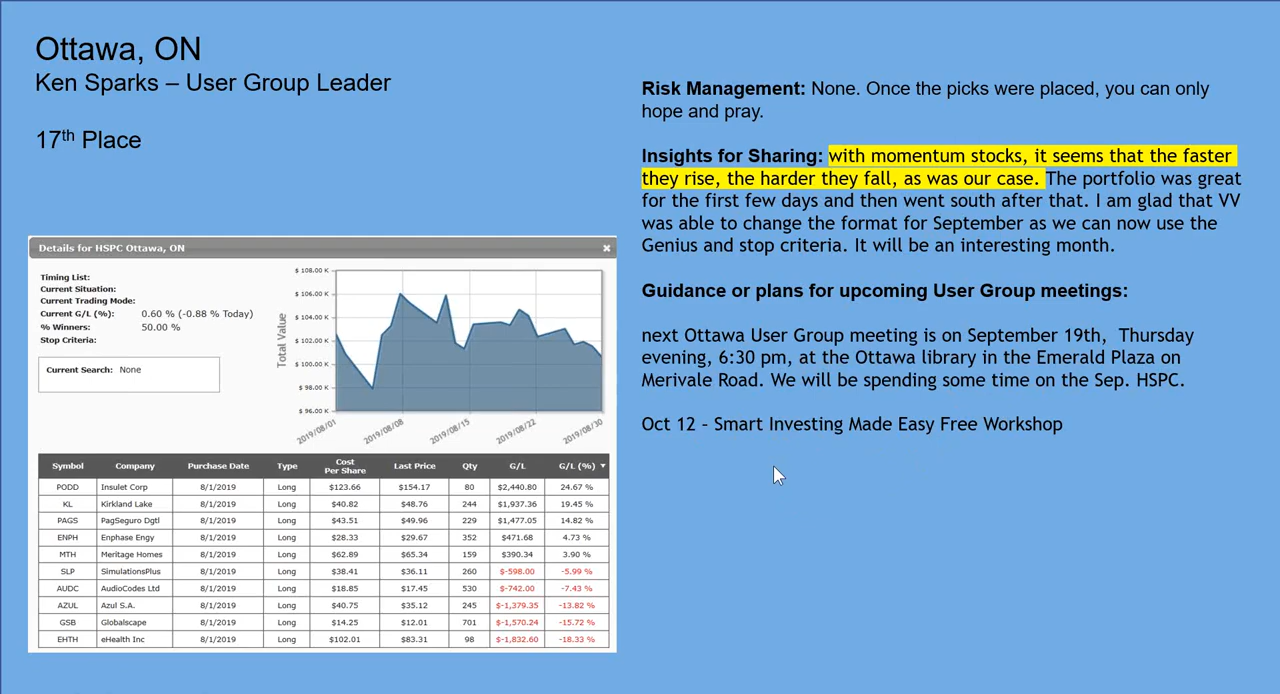 Ottawa, ON
Ken Sparks – User Group Leader
17th Place
Risk Management: None. Once the picks were placed, you can only
hope and pray.
Insights for Sharing: with momentum stocks, it seems that the faster
they rise, the harder they fall, as was our case. The portfolio was great
for the first few days and then went south after that. I am glad that VV
was able to change the format for September as we can now use the
Genius and stop criteria. It will be an interesting month.
Guidance or plans for upcoming User Group meetings:
next Ottawa User Group meeting is on September 19th, Thursday
evening, 6:30 pm, at the Ottawa library in the Emerald Plaza on
Merivale Road. We will be spending some time on the Sep. HSPC.
Oct 12 – Smart Investing Made Easy Free Workshop
Details for HSPC Ottawa, ON
Timing List:
Current Situation:
Current Trading Mode:
Current G/L (%): 0.60 % (-0.88 % Today)
% Winners: 50.00 %
Stop Criteria:
Current Search: None
Total Value
$ 108.00 K
$ 106.00 K
$ 104.00 K
$ 102.00 K
$ 100.00 K
$ 98.00 K
$ 96.00 K
2019/08/01 2019/08/08 2019/08/15 2019/08/22 2019/08/30
Symbol Company Purchase Date Type Cost Per Share Last Price Qty G/L G/L (%) ▼
PODD Insulet Corp 8/1/2019 Long $123.66 $154.17 80 $2,440.80 24.67 %
KL Kirkland Lake 8/1/2019 Long $40.82 $48.76 244 $1,937.36 19.45 %
PAGS PagSeguro Dgtl 8/1/2019 Long $43.51 $49.96 229 $1,477.05 14.82 %
ENPH Enphase Engy 8/1/2019 Long $28.33 $29.67 352 $471.68 4.73 %
MTH Meritage Homes 8/1/2019 Long $62.89 $65.34 159 $390.34 3.90 %
SLP SimulationsPlus 8/1/2019 Long $38.41 $36.11 260 $-598.00 -5.99 %
AUDC AudioCodes Ltd 8/1/2019 Long $18.85 $17.45 530 $-742.00 -7.43 %
AZUL Azul S.A. 8/1/2019 Long $40.75 $35.12 245 $-1,379.35 -13.82 %
GSB Globalscape 8/1/2019 Long $14.25 $12.01 701 $-1,570.24 -15.72 %
EHTH eHealth Inc 8/1/2019 Long $102.01 $83.31 98 $-1,832.60 -18.33 %